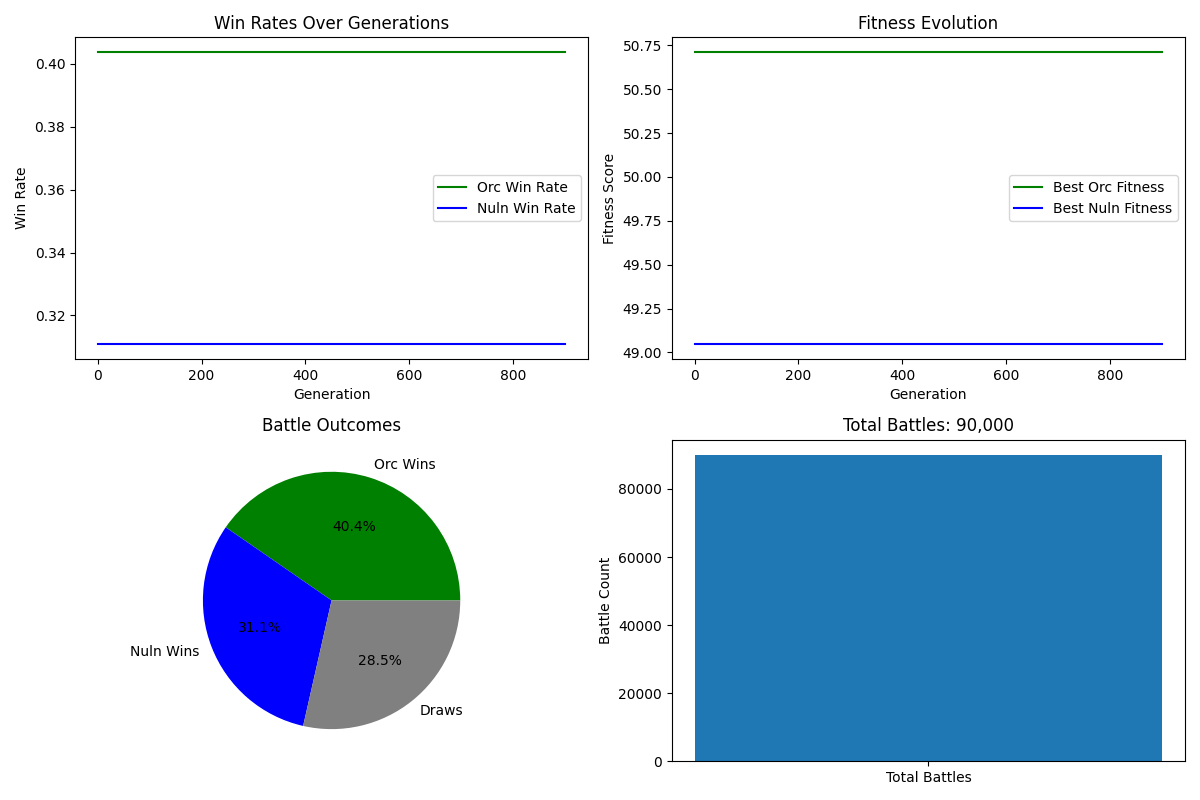 Win Rates Over Generations
0.40
0.38
0.36
0.34
0.32
Win Rate
Orc Win Rate
Nuln Win Rate
0
200
400
600
800
Generation
Fitness Evolution
50.75
50.50
50.25
50.00
49.75
49.50
49.25
49.00
Fitness Score
Best Orc Fitness
Best Nuln Fitness
0
200
400
600
800
Generation
Battle Outcomes
Orc Wins
40.4%
31.1%
Nuln Wins
28.5%
Draws
Total Battles: 90,000
80000
60000
40000
20000
0
Battle Count
Total Battles